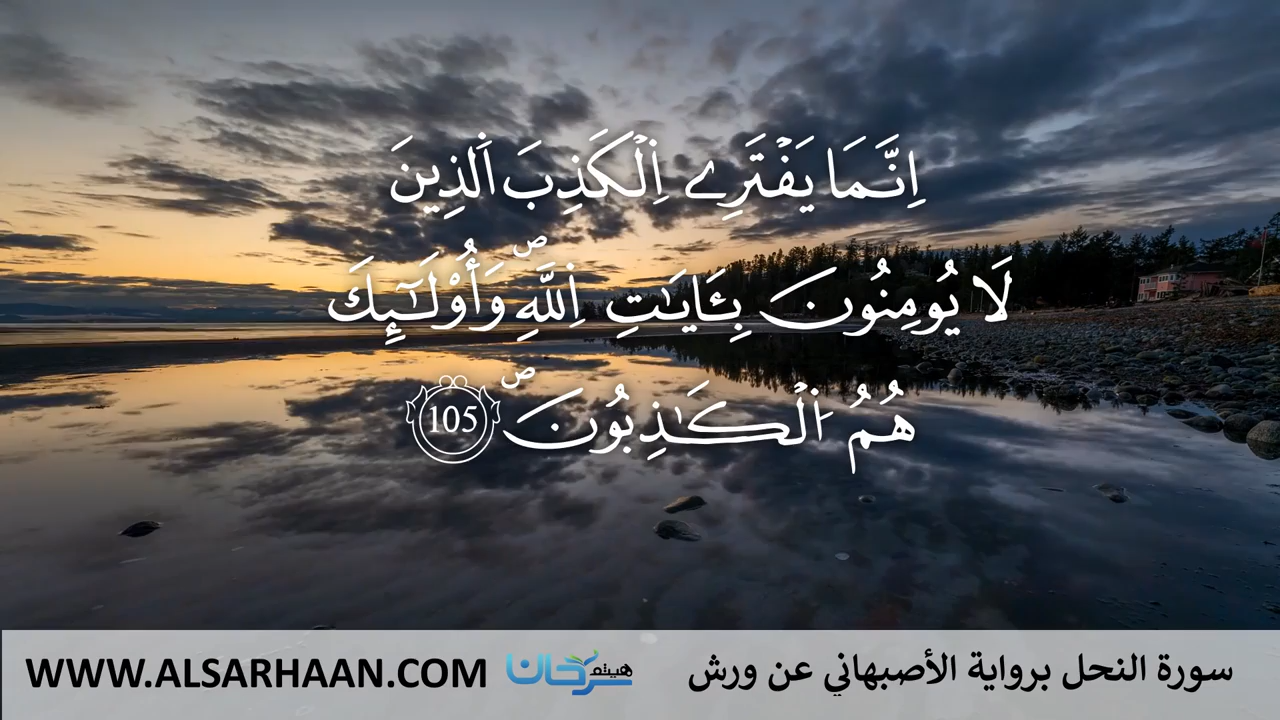 اِنَّمَا يَفْتَرِے اِ۬لْكَذِبَ اَ۬لذِينَ
لَا يُومِنُونَ بِـَٔايَٰتِ اِ۬للَّهِۖ وَأُوْلَٰٓئِكَ
هُمُ اُ۬لْكَٰذِبُونَۖ 105
سورة النحل برواية الأصبهاني عن ورش هيثم سرحان WWW.ALSARHAAN.COM